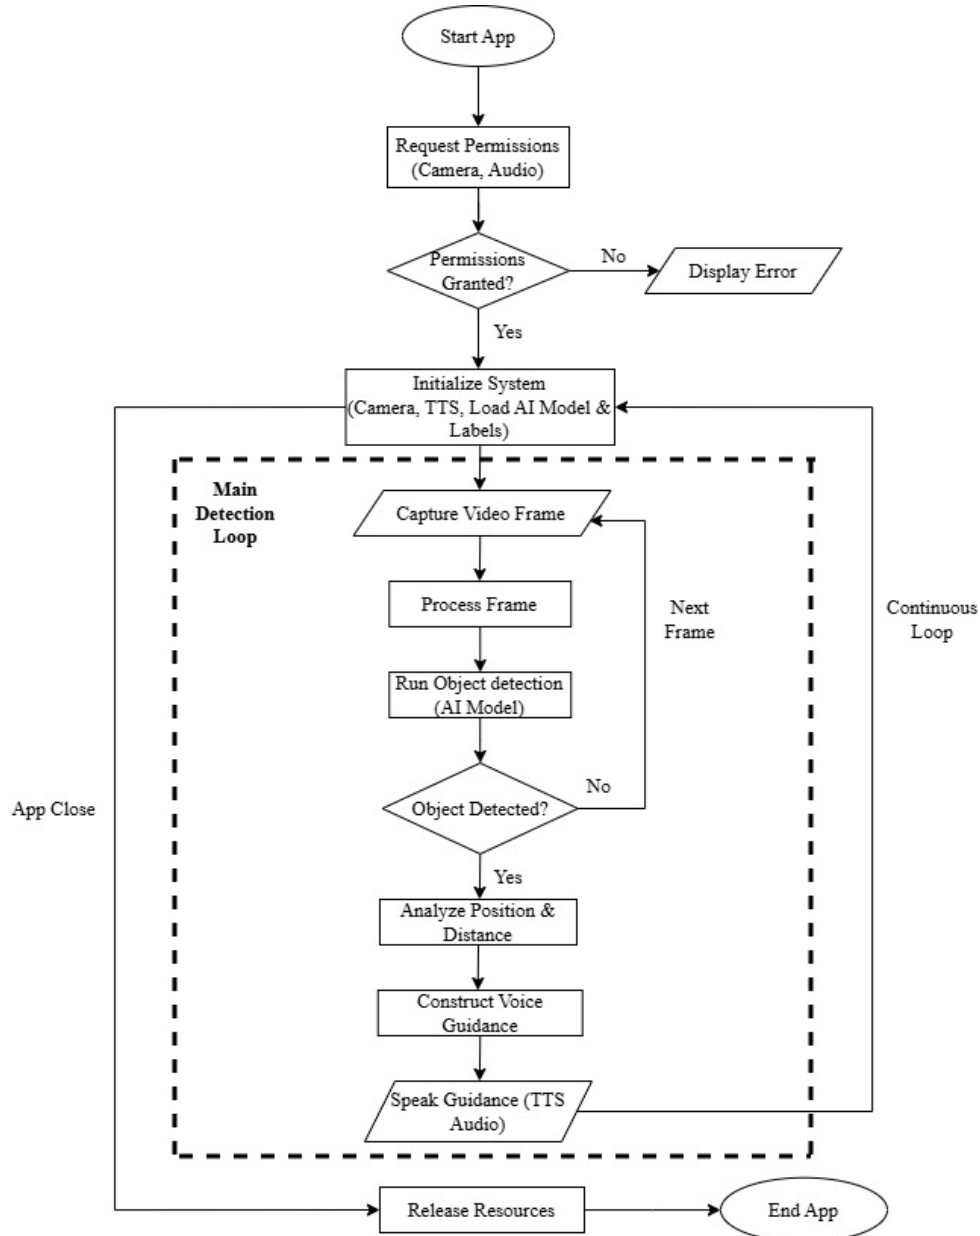 Start App
Request Permissions
(Camera, Audio)
Permissions
Granted?
No
Display Error
Yes
Initialize System
(Camera, TTS, Load AI Model &
Labels)
Main
Detection
Loop
Capture Video Frame
Process Frame
Next
Frame
Continuous
Loop
Run Object detection
(AI Model)
No
Object Detected?
App Close
Yes
Analyze Position &
Distance
Construct Voice
Guidance
Speak Guidance (TTS
Audio)
Release Resources
End App